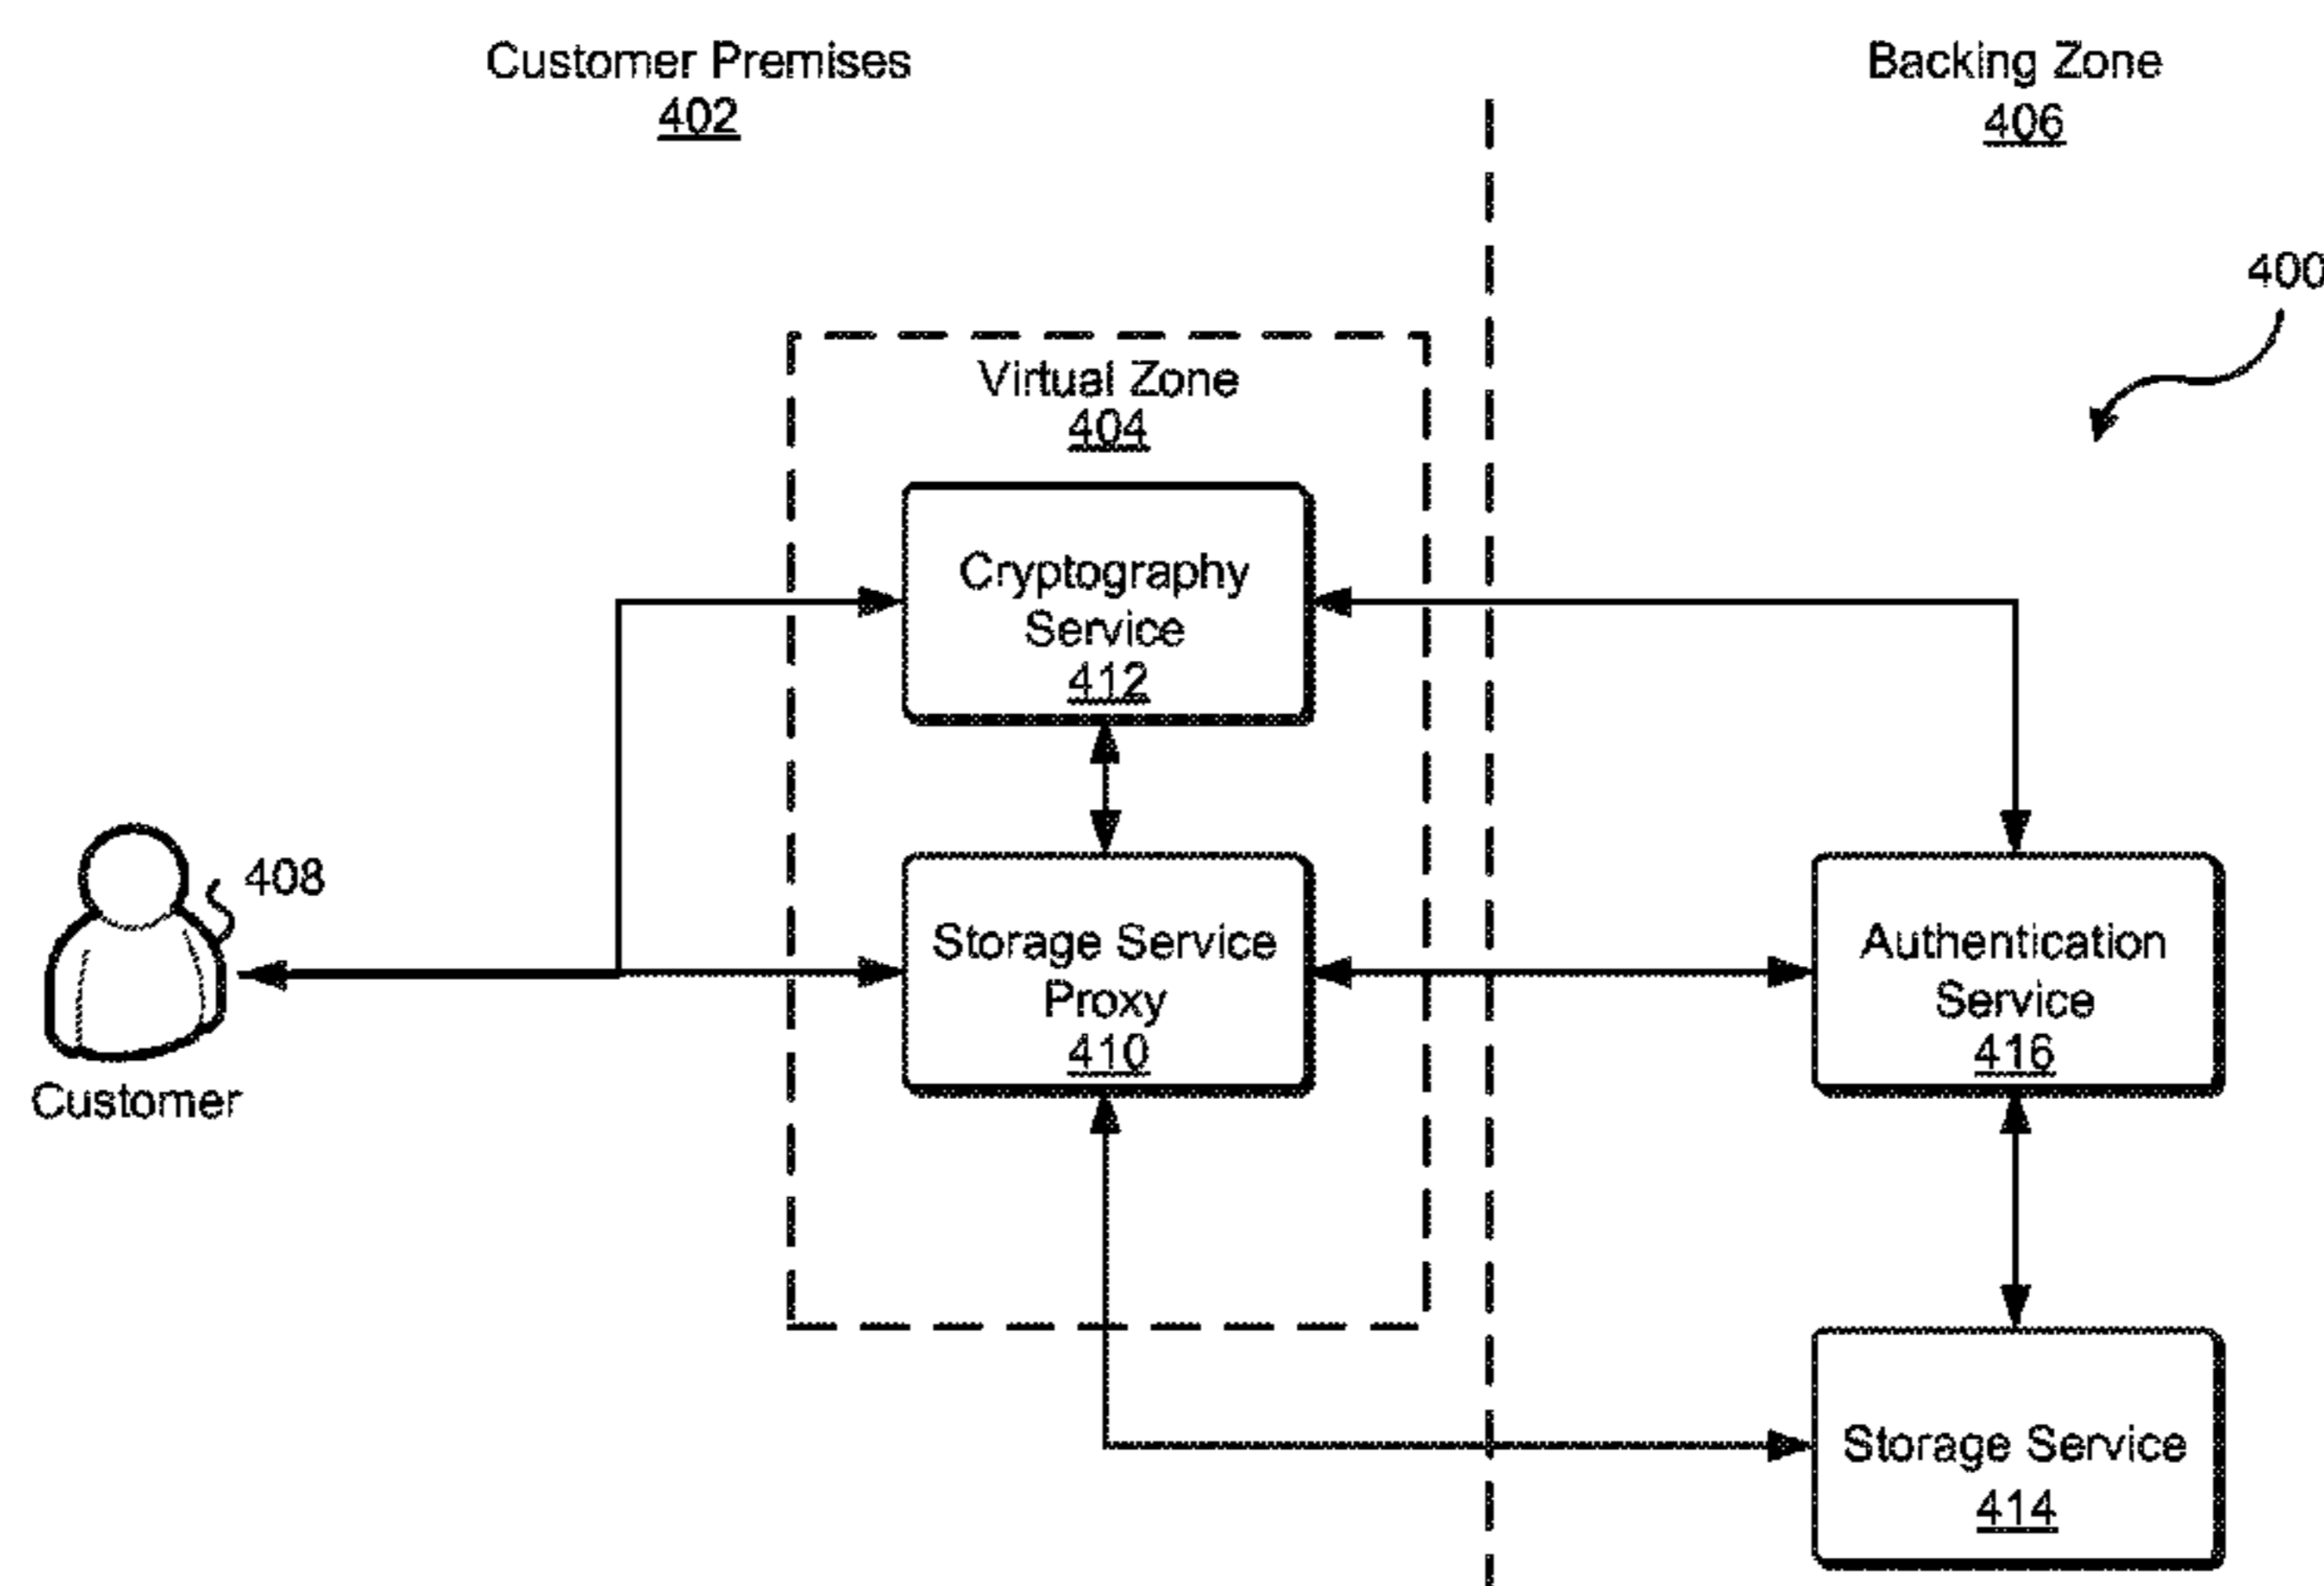 Customer Premises
402
Backing Zone
406
400
Virtual Zone
404
Cryptography
Service
412
408
Customer
Storage Service
Proxy
410
Authentication
Service
416
Storage Service
414